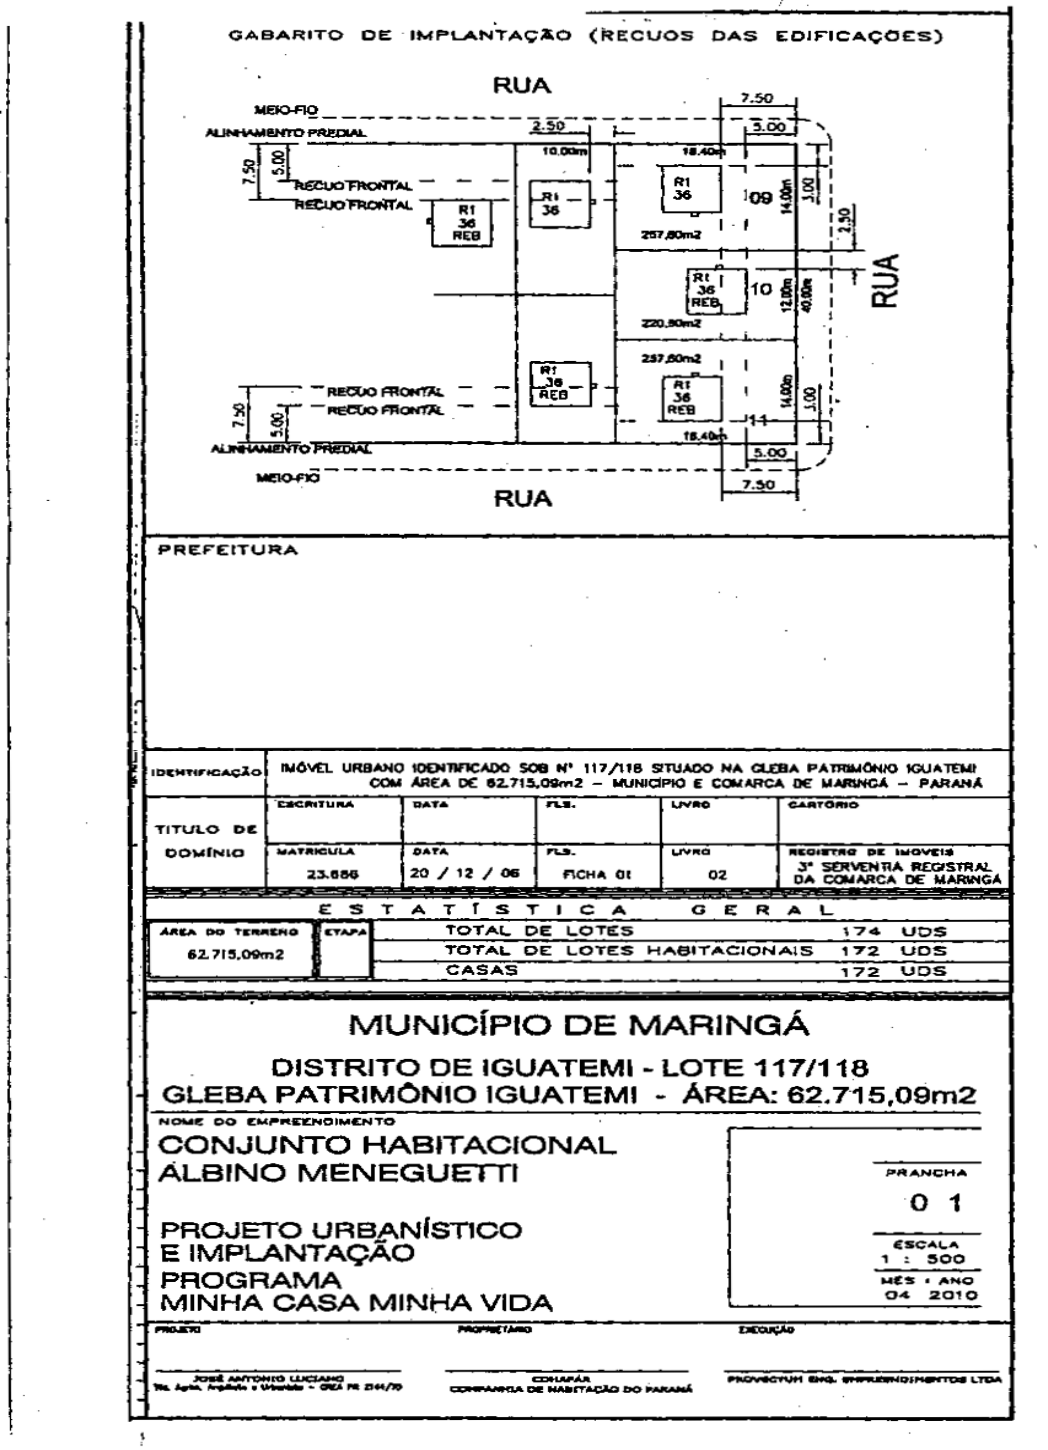 GABARITO DE IMPLANTAÇÃO (RECUOS DAS EDIFICAÇÕES)
RUA
7.50
MEIO-FIO
2.50
5.00
ALINHAMENTO PREDIAL
10,00m
18.40m
7.50
5.00
RECUO FRONTAL
RECUO FRONTAL
R1
36
REB
R1
36
R1
36
09
14,00m
3.00
2.50
257,60m2
RUA
R1
36
REB
10
12,00m
40,00m
220,80m2
257,60m2
R1
36
REB
R1
36
REB
14,00m
3.00
RECUO FRONTAL
RECUO FRONTAL
7.50
5.00
11
18.40m
ALINHAMENTO PREDIAL
5.00
MEIO-FIO
7.50
RUA
PREFEITURA
IDENTIFICAÇÃO
IMÓVEL URBANO IDENTIFICADO SOB Nº 117/118 SITUADO NA GLEBA PATRIMÔNIO IGUATEMI
COM ÁREA DE 62.715,09m2 - MUNICÍPIO E COMARCA DE MARINGÁ - PARANÁ
TITULO DE
DOMÍNIO
ESCRITURA
DATA
FLS.
LIVRO
CARTÓRIO
MATRICULA
DATA
FLS.
LIVRO
REGISTRO DE IMOVEIS
23.686
20 / 12 / 06
FICHA 01
02
3ª SERVENTIA REGISTRAL
DA COMARCA DE MARINGÁ
ESTATÍSTICA GERAL
ÁREA DO TERRENO
ETAPA
TOTAL DE LOTES 174 UDS
62.715,09m2
TOTAL DE LOTES HABITACIONAIS 172 UDS
CASAS 172 UDS
MUNICÍPIO DE MARINGÁ
DISTRITO DE IGUATEMI - LOTE 117/118
GLEBA PATRIMÔNIO IGUATEMI - ÁREA: 62.715,09m2
NOME DO EMPREENDIMENTO
CONJUNTO HABITACIONAL
ALBINO MENEGUETTI
PROJETO URBANÍSTICO
E IMPLANTAÇÃO
PROGRAMA
MINHA CASA MINHA VIDA
PRANCHA
01
ESCALA
1 : 500
MÊS : ANO
04 2010
PROJETO
PROPRIETÁRIO
EXECUÇÃO
JOSÉ ANTONIO LUCIANO
COHAPAR
COMPANHIA DE HABITAÇÃO DO PARANÁ
PROVECTUM ENG. EMPREENDIMENTOS LTDA